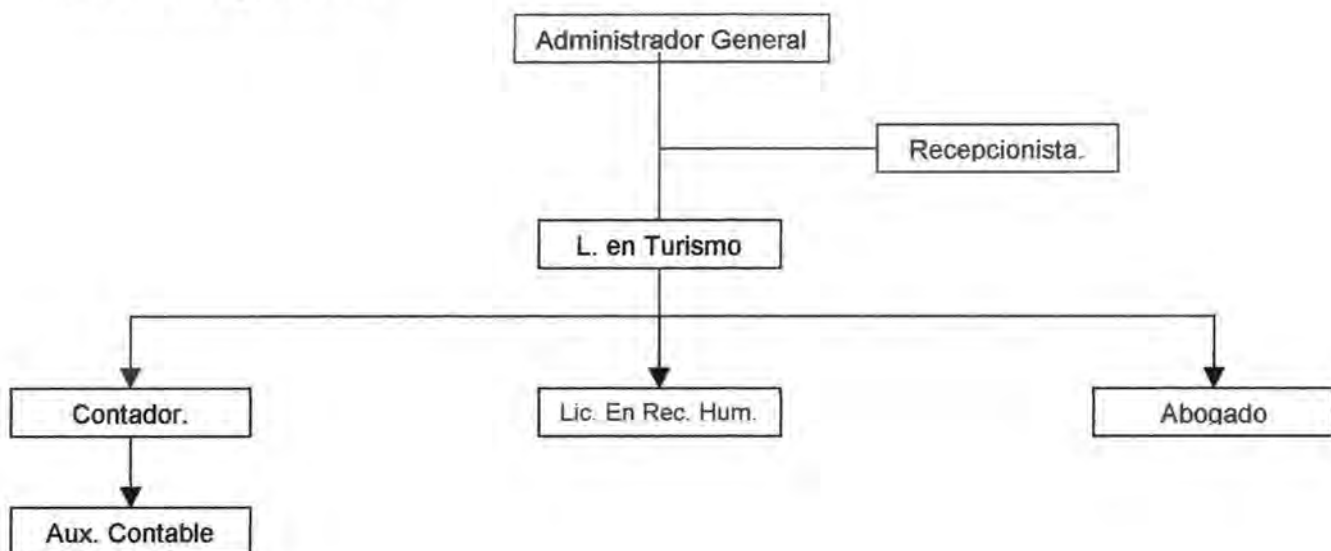 Administrador General
Recepcionista.
L. en Turismo
Contador.
Lic. En Rec. Hum.
Abogado
Aux. Contable